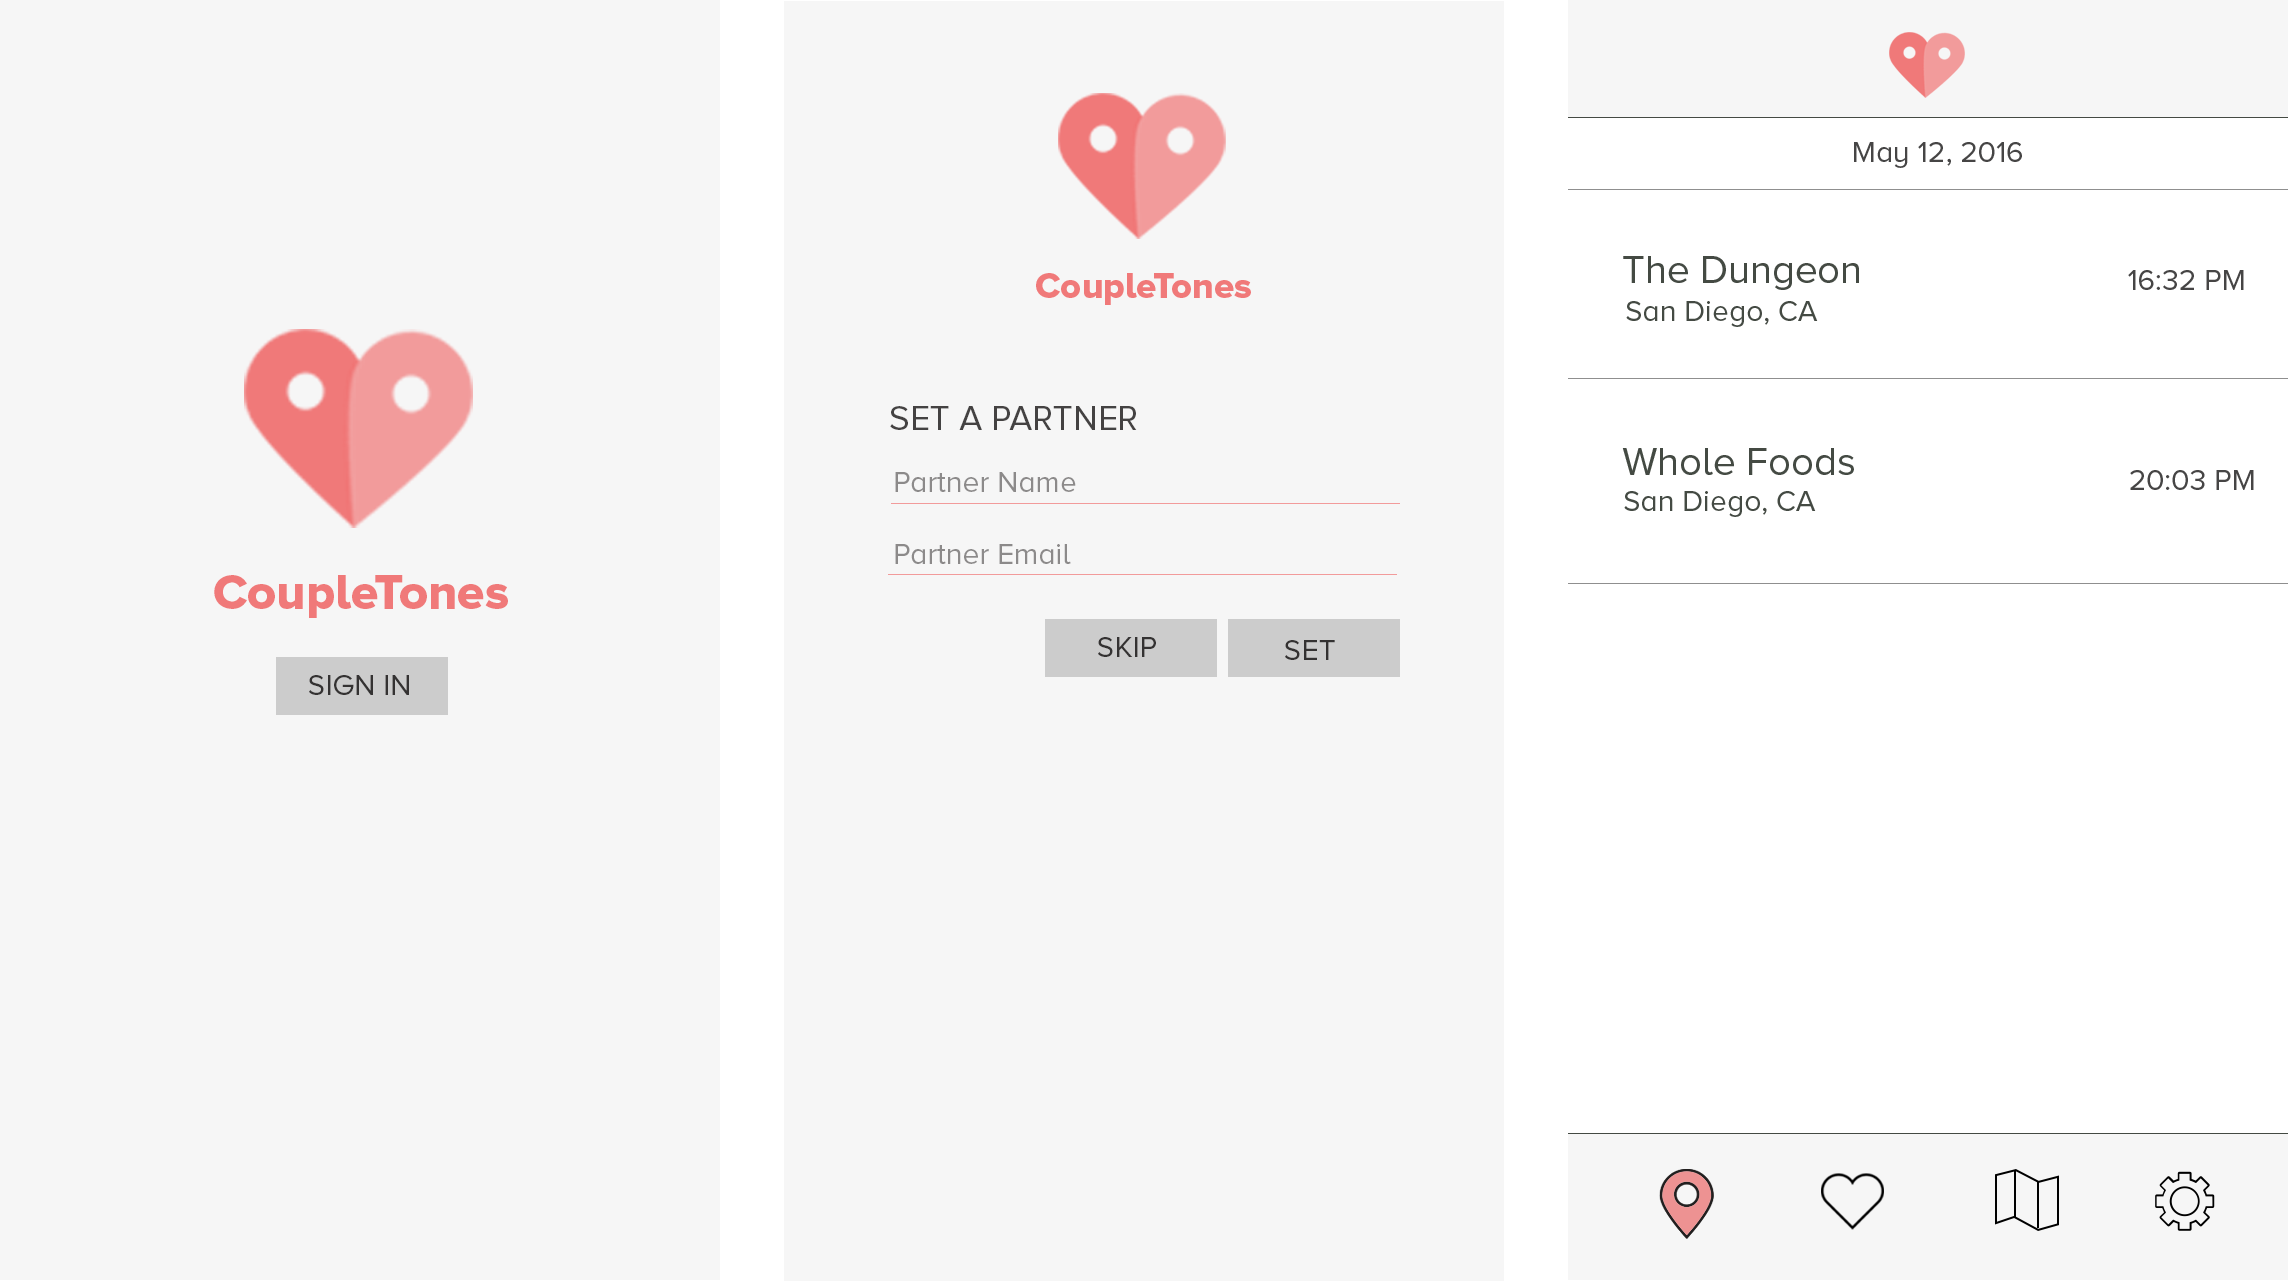 CoupleTones
SIGN IN
CoupleTones
SET A PARTNER
Partner Name
Partner Email
SKIP
SET
May 12, 2016
The Dungeon
San Diego, CA
16:32 PM
Whole Foods
San Diego, CA
20:03 PM